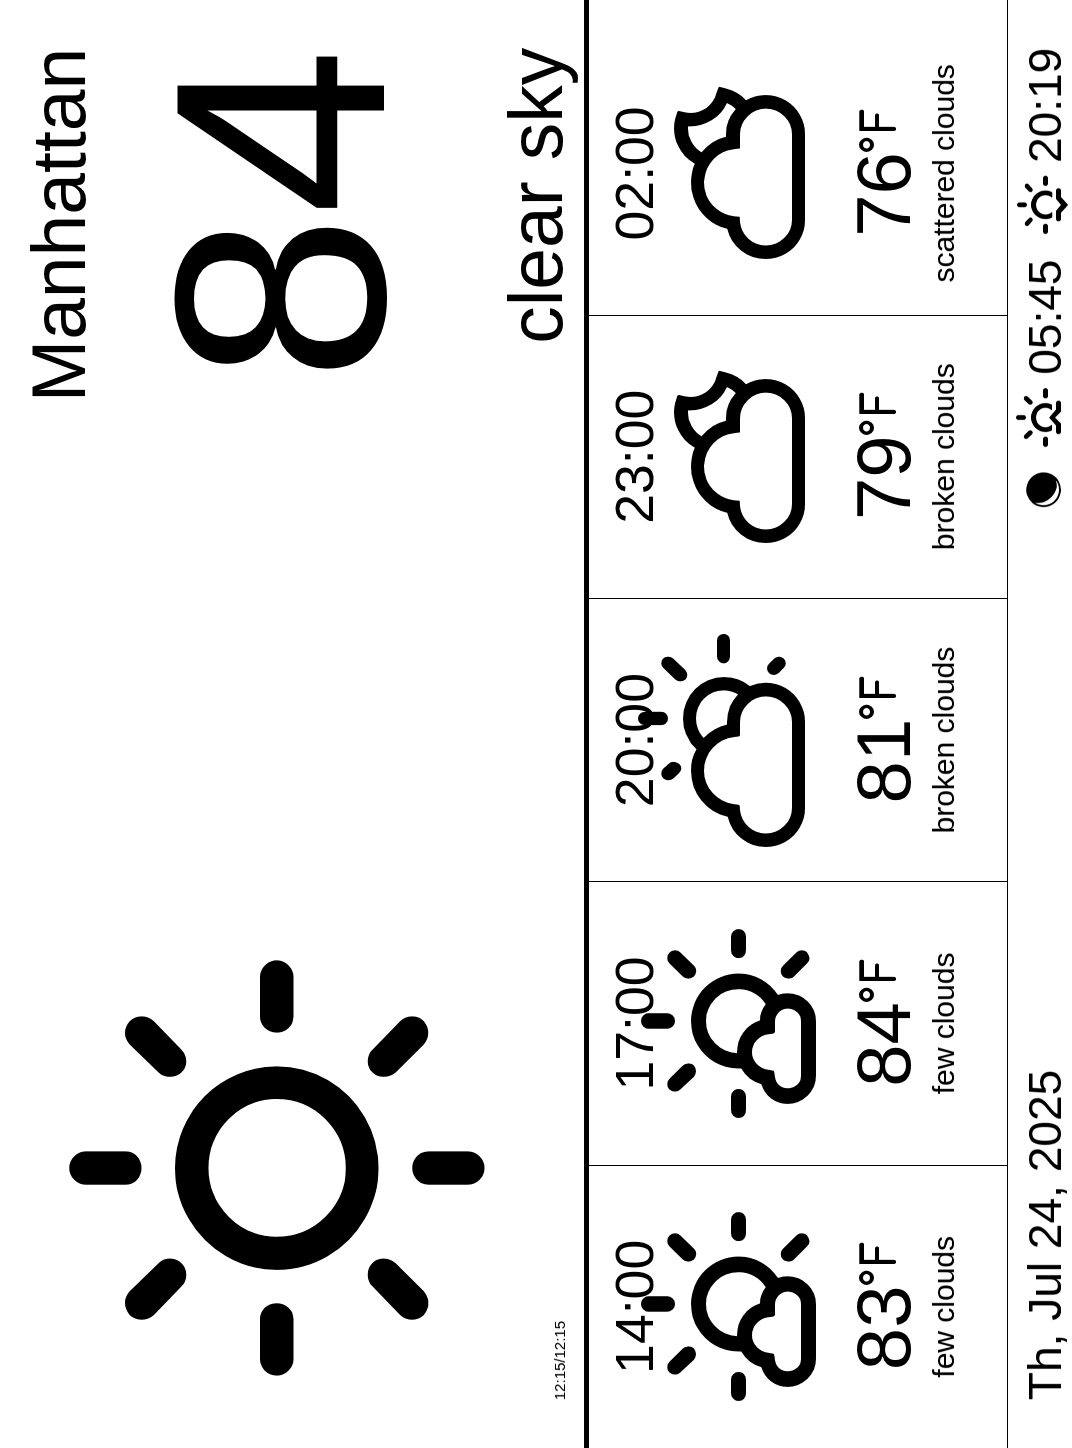 Manhattan
84
clear sky
12:15/12:15
14:00
83°F
few clouds
17:00
84°F
few clouds
20:00
81°F
broken clouds
23:00
79°F
broken clouds
02:00
76°F
scattered clouds
Th, Jul 24, 2025
05:45
20:19